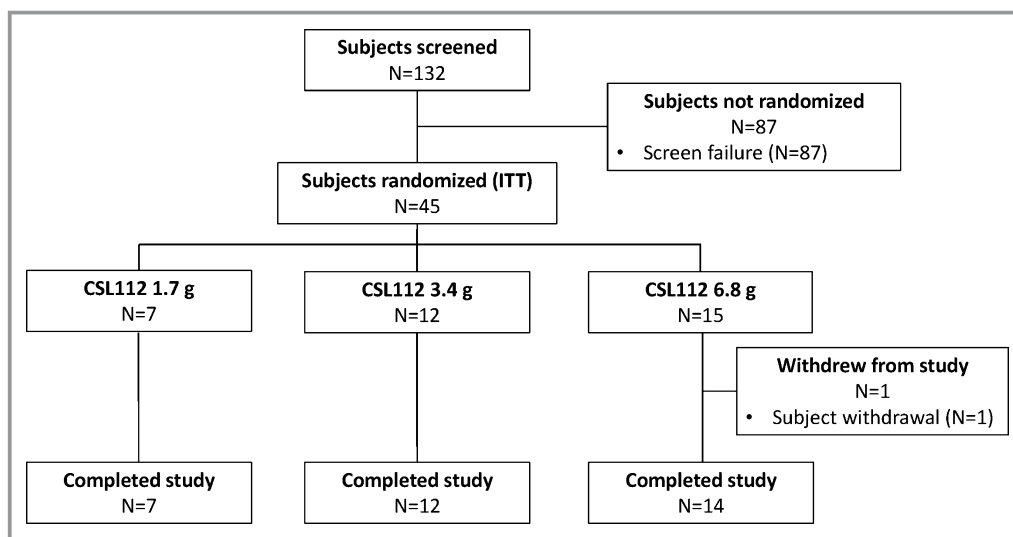 Subjects screened
N=132
Subjects not randomized
N=87
• Screen failure (N=87)
Subjects randomized (ITT)
N=45
CSL112 1.7 g
N=7
CSL112 3.4 g
N=12
CSL112 6.8 g
N=15
Withdrew from study
N=1
• Subject withdrawal (N=1)
Completed study
N=7
Completed study
N=12
Completed study
N=14